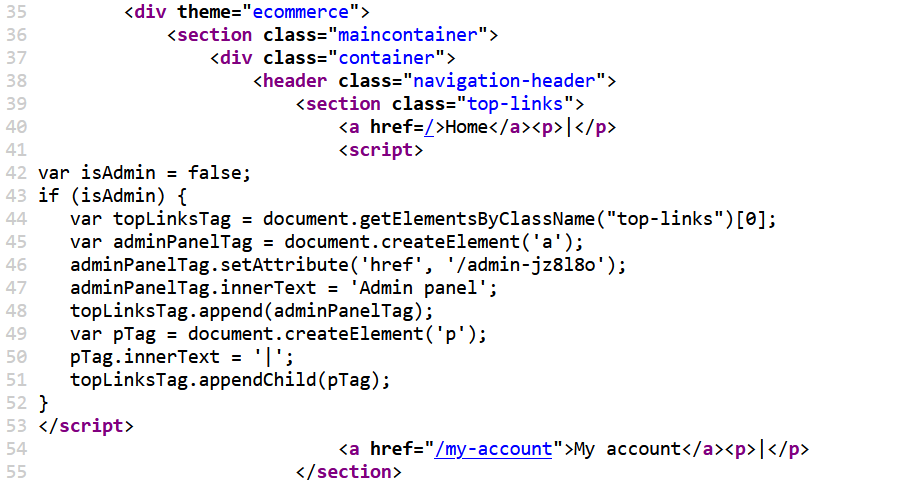 35         <div theme="ecommerce">
36             <section class="maincontainer">
37                 <div class="container">
38                     <header class="navigation-header">
39                         <section class="top-links">
40                             <a href=/>Home</a><p>|</p>
41                             <script>
42 var isAdmin = false;
43 if (isAdmin) {
44    var topLinksTag = document.getElementsByClassName("top-links")[0];
45    var adminPanelTag = document.createElement('a');
46    adminPanelTag.setAttribute('href', '/admin-jz8l8o');
47    adminPanelTag.innerText = 'Admin panel';
48    topLinksTag.append(adminPanelTag);
49    var pTag = document.createElement('p');
50    pTag.innerText = '|';
51    topLinksTag.appendChild(pTag);
52 }
53 </script>
54                             <a href="/my-account">My account</a><p>|</p>
55                         </section>